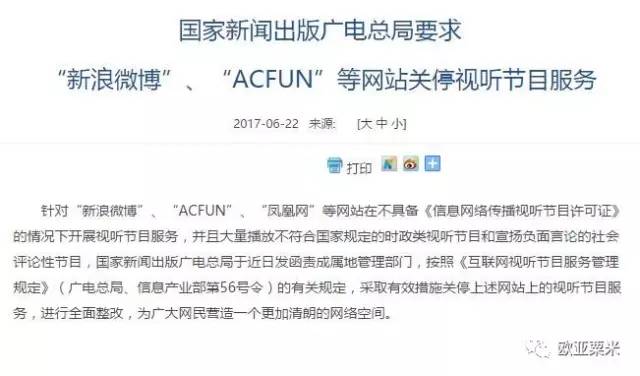 国家新闻出版广电总局要求
“新浪微博”、“ACFUN”等网站关停视听节目服务
2017-06-22 来源: [大 中 小]
打印
针对“新浪微博”、“ACFUN”、“凤凰网”等网站在不具备《信息网络传播视听节目许可证》
的情况下开展视听节目服务，并且大量播放不符合国家规定的时政类视听节目和宣扬负面言论的社会
评论性节目，国家新闻出版广电总局于近日发函责成属地管理部门，按照《互联网视听节目服务管理
规定》（广电总局、信息产业部第56号令）的有关规定，采取有效措施关停上述网站上的视听节目服
务，进行全面整改，为广大网民营造一个更加清朗的网络空间。
欧亚粟米